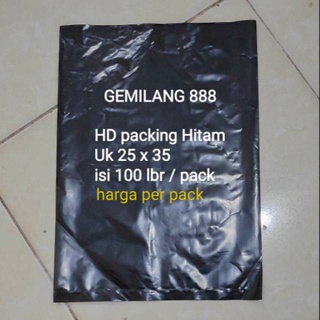 GEMILANG 888
HD packing Hitam
Uk 25 x 35
isi 100 lbr / pack
harga per pack